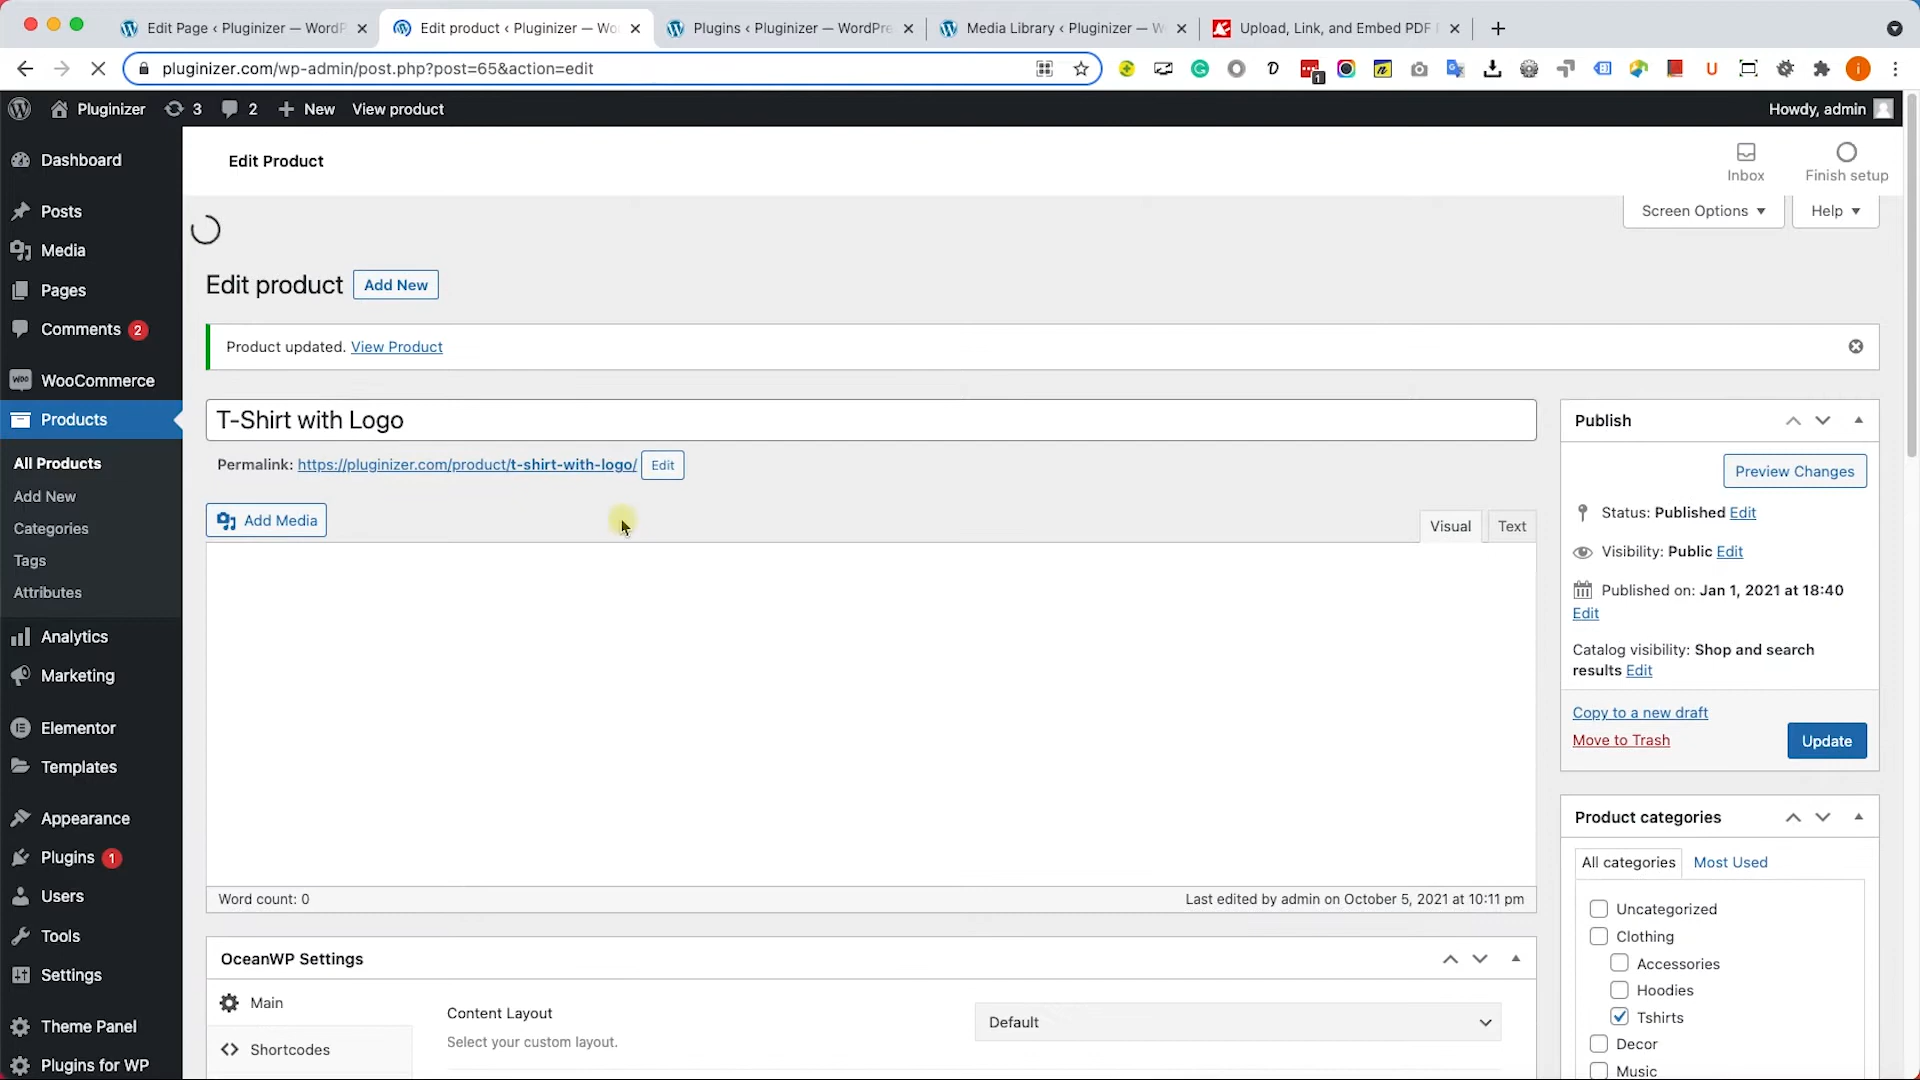 Edit Page ‹ Pluginizer — WordP
Edit product ‹ Pluginizer — Wo
Plugins ‹ Pluginizer — WordPre
Media Library ‹ Pluginizer — W
Upload, Link, and Embed PDF
pluginizer.com/wp-admin/post.php?post=65&action=edit
Pluginizer
3
2
New
View product
Howdy, admin
Dashboard
Posts
Media
Pages
Comments 2
WooCommerce
Products
All Products
Add New
Categories
Tags
Attributes
Analytics
Marketing
Elementor
Templates
Appearance
Plugins 1
Users
Tools
Settings
Theme Panel
Plugins for WP
Edit Product
Inbox
Finish setup
Screen Options
Help
Edit product
Add New
Product updated. View Product
T-Shirt with Logo
Permalink: https://pluginizer.com/product/t-shirt-with-logo/ Edit
Add Media
Visual
Text
Word count: 0
Last edited by admin on October 5, 2021 at 10:11 pm
OceanWP Settings
Main
Shortcodes
Content Layout
Select your custom layout.
Default
Publish
Preview Changes
Status: Published Edit
Visibility: Public Edit
Published on: Jan 1, 2021 at 18:40
Edit
Catalog visibility: Shop and search
results Edit
Copy to a new draft
Move to Trash
Update
Product categories
All categories
Most Used
Uncategorized
Clothing
Accessories
Hoodies
Tshirts
Decor
Music